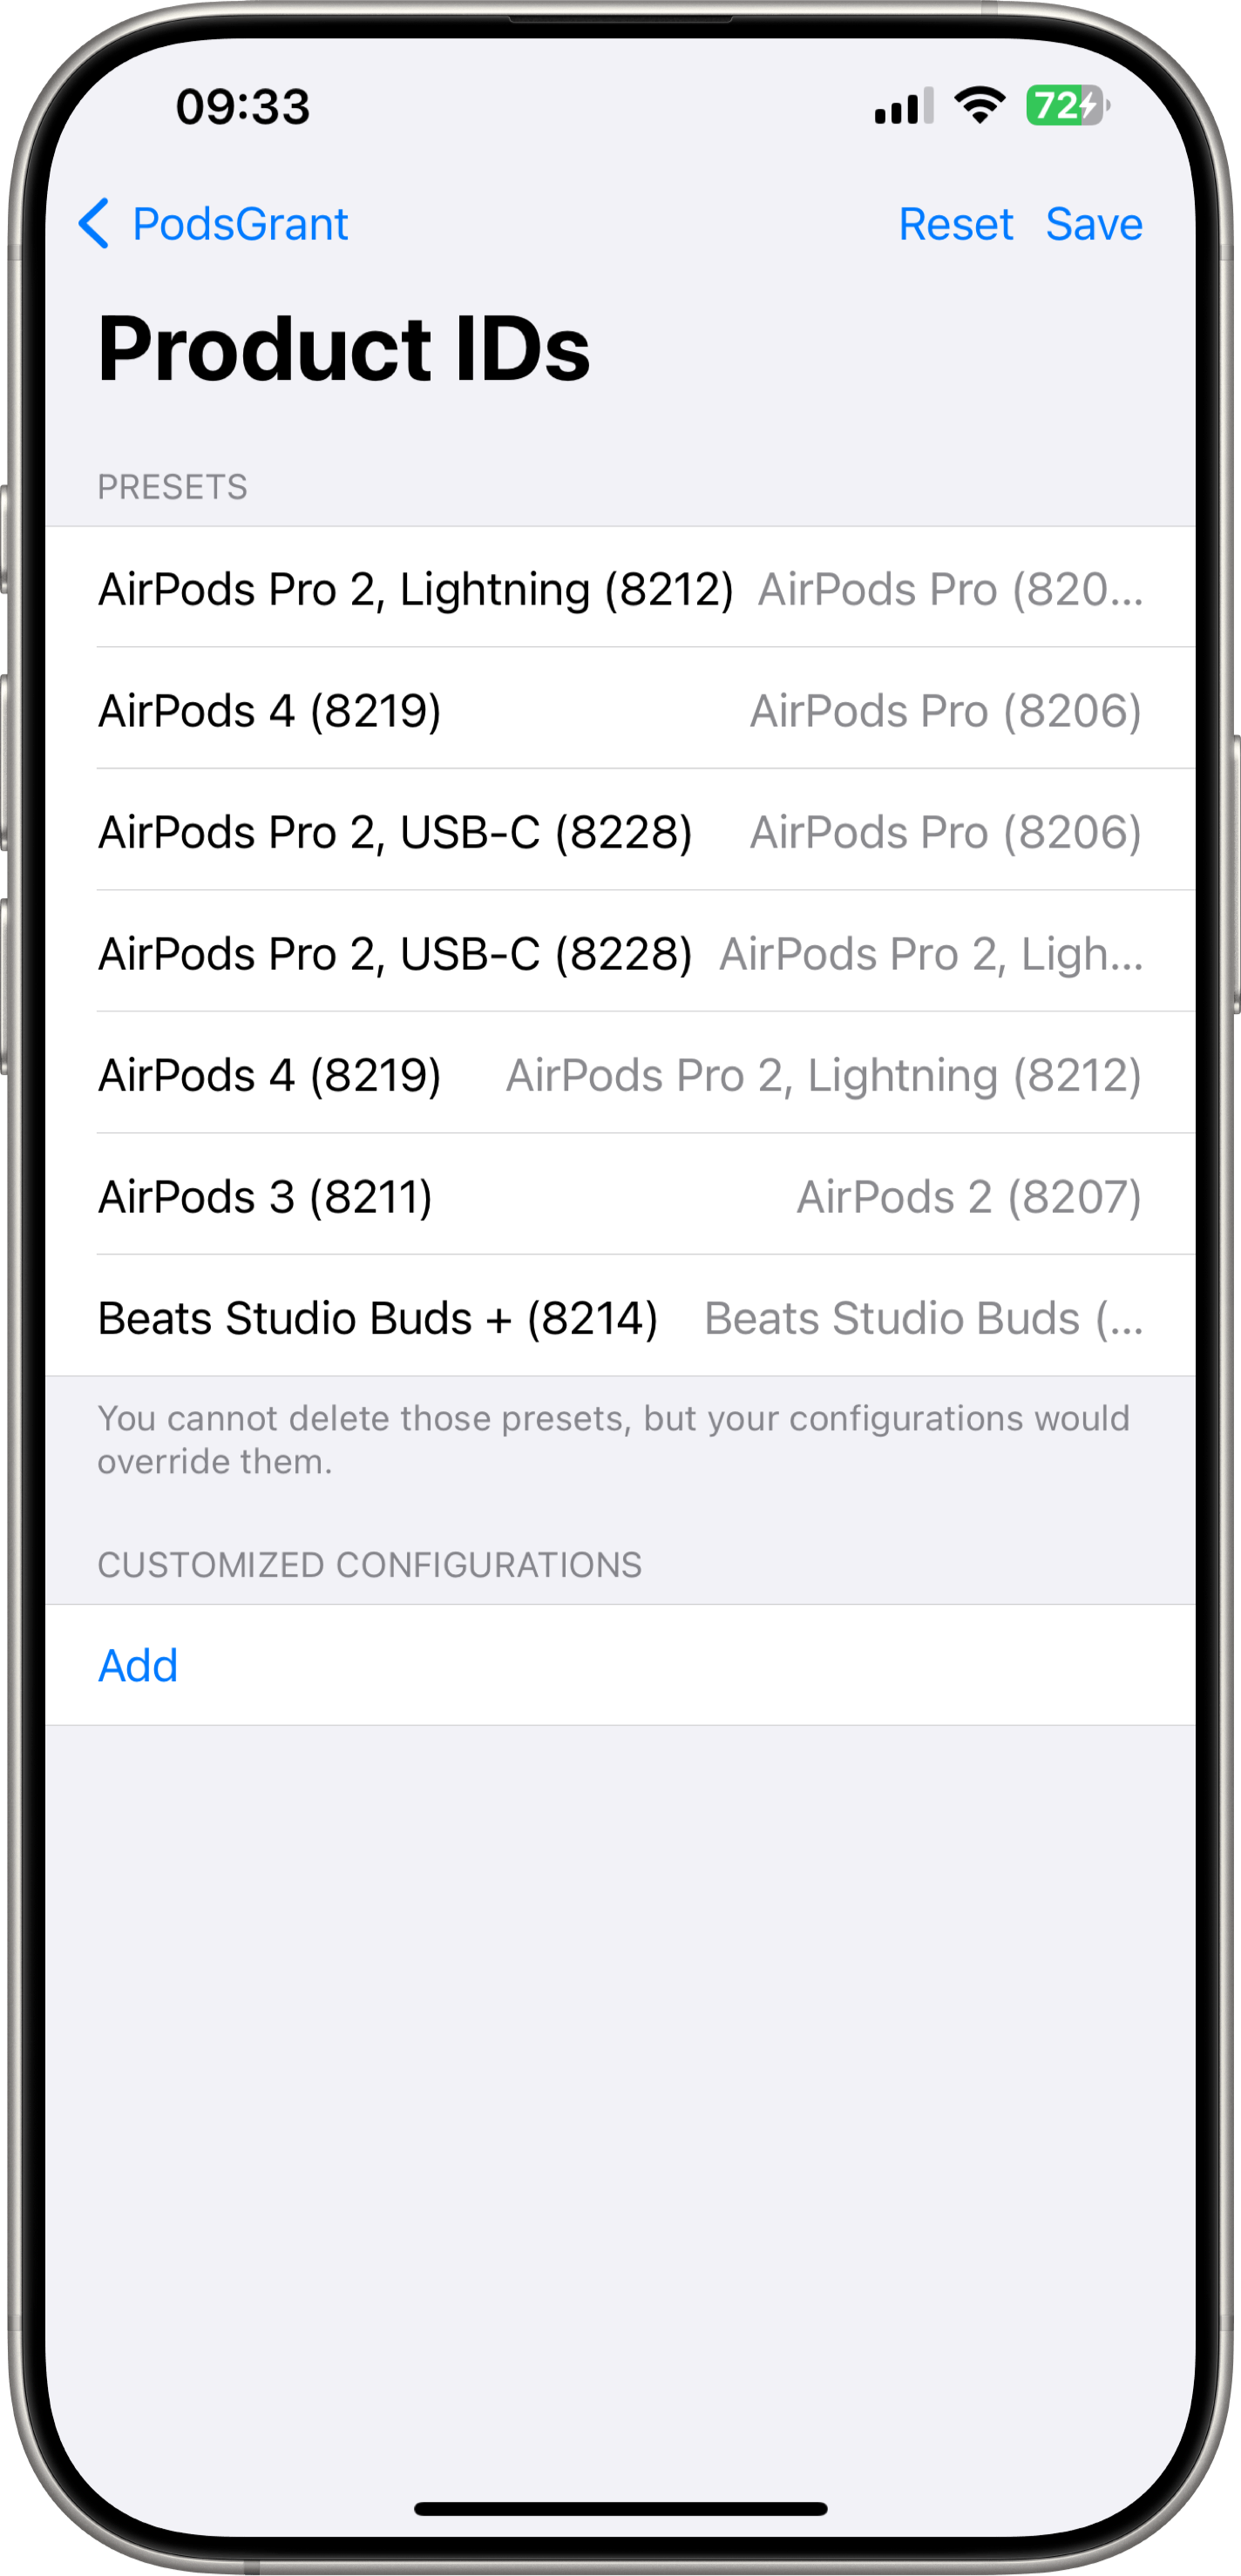 09:33 72
PodsGrant Reset Save
Product IDs
PRESETS
AirPods Pro 2, Lightning (8212) AirPods Pro (820...
AirPods 4 (8219) AirPods Pro (8206)
AirPods Pro 2, USB-C (8228) AirPods Pro (8206)
AirPods Pro 2, USB-C (8228) AirPods Pro 2, Ligh...
AirPods 4 (8219) AirPods Pro 2, Lightning (8212)
AirPods 3 (8211) AirPods 2 (8207)
Beats Studio Buds + (8214) Beats Studio Buds (...
You cannot delete those presets, but your configurations would
override them.
CUSTOMIZED CONFIGURATIONS
Add